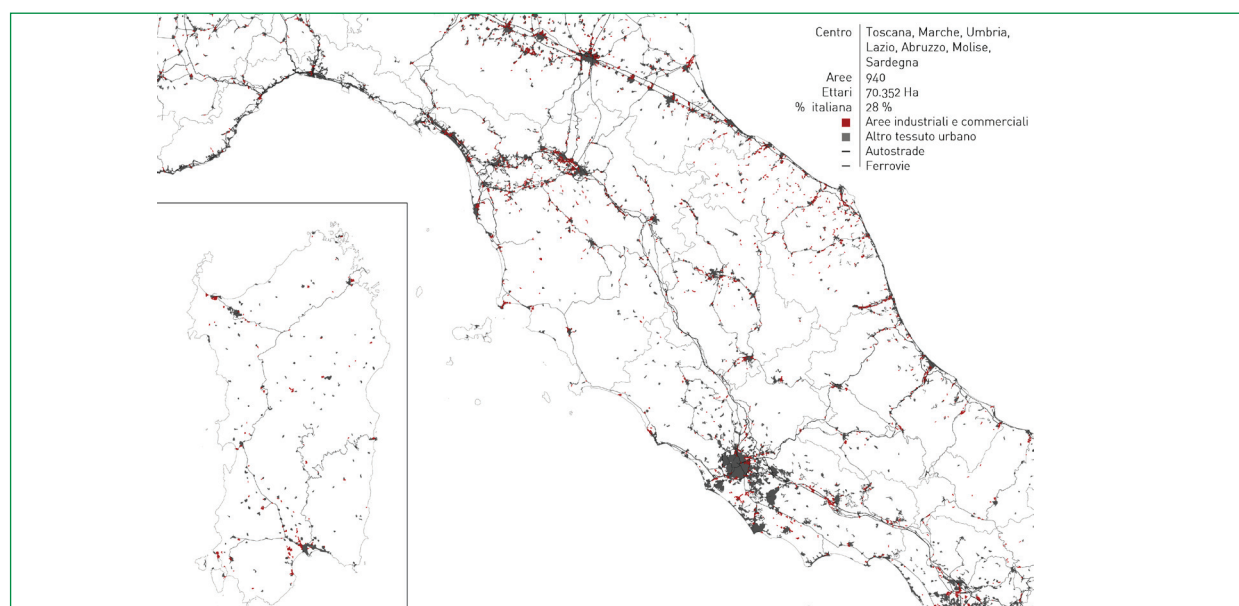 Centro Toscana, Marche, Umbria,
Lazio, Abruzzo, Molise,
Sardegna
Aree 940
Ettari 70.352 Ha
% italiana 28 %
Aree industriali e commerciali
Altro tessuto urbano
Autostrade
Ferrovie